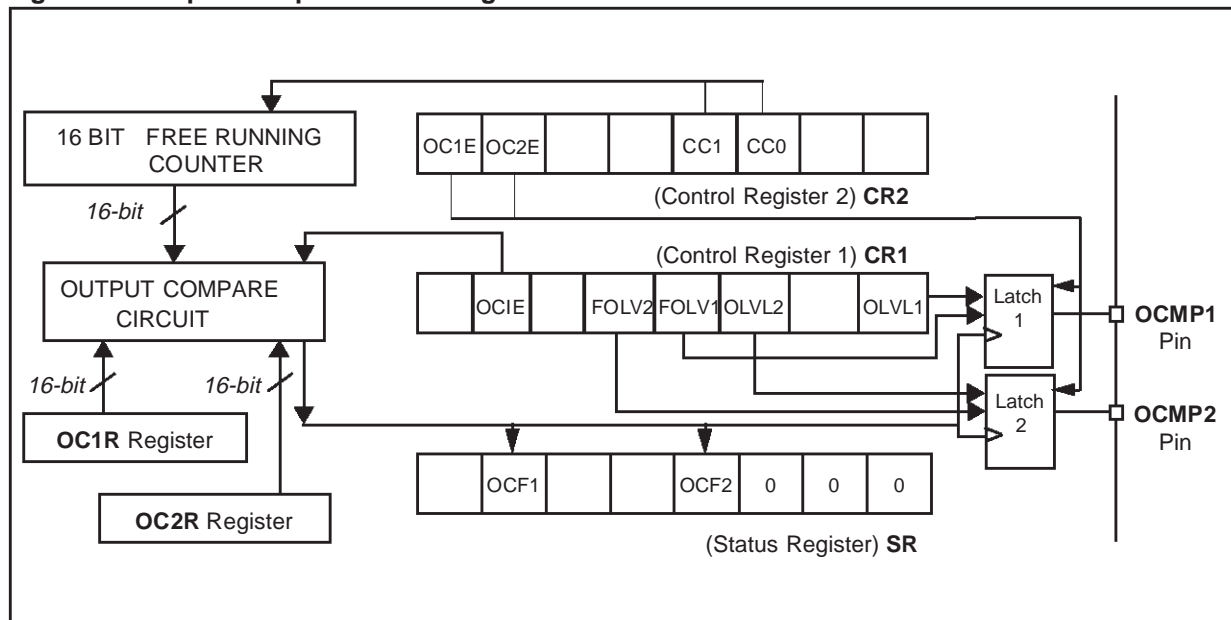 16 BIT FREE RUNNING
COUNTER
16-bit
OUTPUT COMPARE
CIRCUIT
16-bit
16-bit
OC1R Register
OC2R Register
OC1E OC2E CC1 CC0
(Control Register 2) CR2
(Control Register 1) CR1
OCIE FOLV2 FOLV1 OLVL2 OLVL1
Latch
1
OCMP1
Pin
Latch
2
OCMP2
Pin
OCF1 OCF2 0 0 0
(Status Register) SR